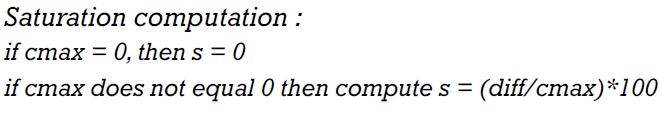 Saturation computation :
if cmax = 0, then s = 0
if cmax does not equal 0 then compute s = (diff/cmax)*100